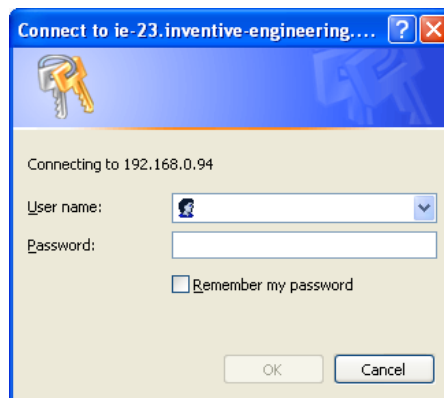 Connect to ie-23.inventive-engineering....
Connecting to 192.168.0.94
User name:
Password:
Remember my password
OK
Cancel